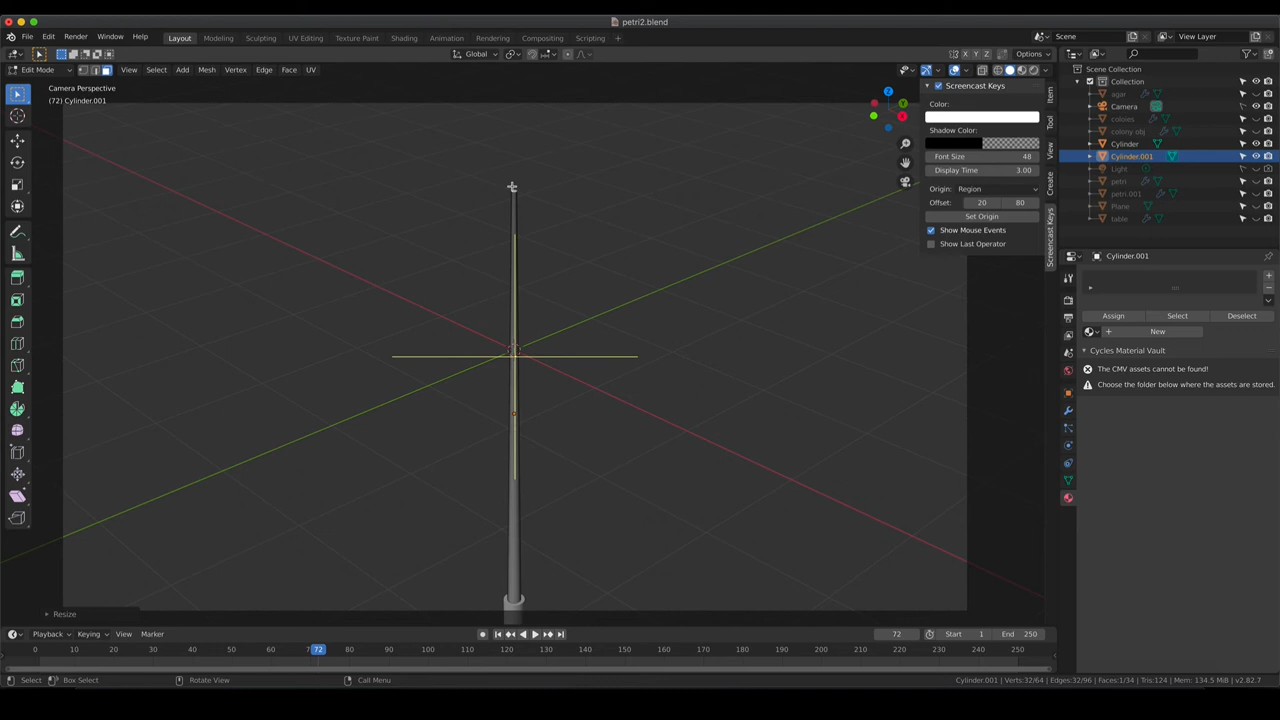 petri2.blend
File Edit Render Window Help Layout Modeling Sculpting UV Editing Texture Paint Shading Animation Compositing Rendering Scripting + Scene View Layer
Global X Y Z Options
Edit Mode View Select Add Mesh Vertex Edge Face UV
Camera Perspective
(72) Cylinder.001
Screencast Keys
Color:
Shadow Color:
Font Size 48
Display Time 3.00
Origin: Region
Offset: 20 80
Set Origin
Show Mouse Events
Show Last Operator
Item
Tool
View
Create
Screencast Keys
Scene Collection
Collection
agar
Camera
coloies
colony obj
Cylinder
Cylinder.001
Light
petri
petri.001
Plane
table
Cylinder.001
Assign Select Deselect
New
Cycles Material Vault
The CMV assets cannot be found!
Choose the folder below where the assets are stored.
Resize
Playback Keying View Marker 72 Start 1 End 250
0 10 20 30 40 50 60 7 72 80 90 100 110 120 130 140 150 160 170 180 190 200 210 220 230 240 250
Select Box Select Rotate View Call Menu Cylinder.001 | Verts:32/64 | Edges:32/96 | Faces:1/34 | Tris:124 | Mem: 134.5 MiB | v2.82.7